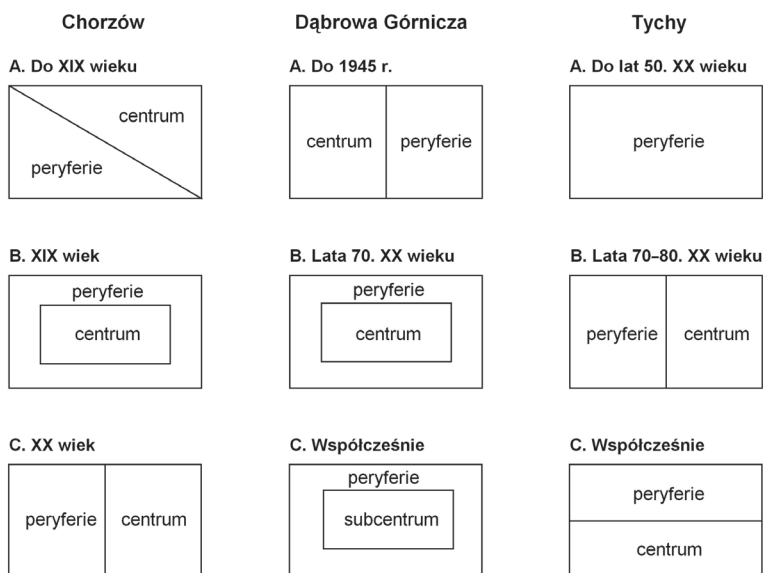 Chorzów
Dąbrowa Górnicza
Tychy
A. Do XIX wieku
A. Do 1945 r.
A. Do lat 50. XX wieku
centrum
peryferie
centrum
peryferie
peryferie
B. XIX wiek
B. Lata 70. XX wieku
B. Lata 70–80. XX wieku
peryferie
centrum
peryferie
centrum
peryferie
centrum
C. XX wiek
C. Współcześnie
C. Współcześnie
peryferie
centrum
peryferie
subcentrum
peryferie
centrum